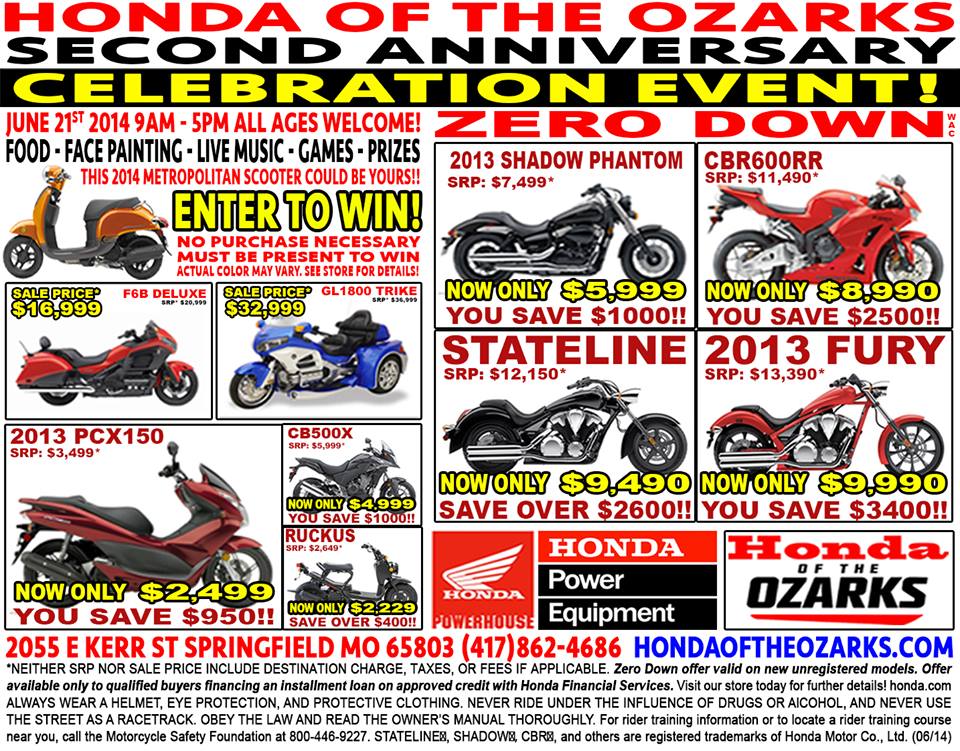 HONDA OF THE OZARKS
SECOND ANNIVERSARY
CELEBRATION EVENT!
JUNE 21ST 2014 9AM - 5PM ALL AGES WELCOME!
FOOD - FACE PAINTING - LIVE MUSIC - GAMES - PRIZES
THIS 2014 METROPOLITAN SCOOTER COULD BE YOURS!!
ENTER TO WIN!
NO PURCHASE NECESSARY
MUST BE PRESENT TO WIN
ACTUAL COLOR MAY VARY. SEE STORE FOR DETAILS!
SALE PRICE*
$16,999
F6B DELUXE
SRP* $20,999
SALE PRICE*
$32,999
GL1800 TRIKE
SRP* $36,999
2013 PCX150
SRP: $3,499*
NOW ONLY $2,499
YOU SAVE $950!!
CB500X
SRP: $5,999*
NOW ONLY $4,999
YOU SAVE $1000!!
RUCKUS
SRP: $2,649*
NOW ONLY $2,229
SAVE OVER $400!!
ZERO DOWN WAC
2013 SHADOW PHANTOM
SRP: $7,499*
NOW ONLY $5,999
YOU SAVE $1000!!
CBR600RR
SRP: $11,490*
NOW ONLY $8,990
YOU SAVE $2500!!
STATELINE
SRP: $12,150*
NOW ONLY $9,490
SAVE OVER $2600!!
2013 FURY
SRP: $13,390*
NOW ONLY $9,990
YOU SAVE $3400!!
HONDA
POWERHOUSE
HONDA
Power
Equipment
Honda
OF THE
OZARKS
2055 E KERR ST SPRINGFIELD MO 65803 (417)862-4686 HONDAOFTHEOZARKS.COM
*NEITHER SRP NOR SALE PRICE INCLUDE DESTINATION CHARGE, TAXES, OR FEES IF APPLICABLE. Zero Down offer valid on new unregistered models. Offer
available only to qualified buyers financing an installment loan on approved credit with Honda Financial Services. Visit our store today for further details! honda.com
ALWAYS WEAR A HELMET, EYE PROTECTION, AND PROTECTIVE CLOTHING. NEVER RIDE UNDER THE INFLUENCE OF DRUGS OR AlCOHOL, AND NEVER USE
THE STREET AS A RACETRACK. OBEY THE LAW AND READ THE OWNER'S MANUAL THOROUGHLY. For rider training information or to locate a rider training course
near you, call the Motorcycle Safety Foundation at 800-446-9227. STATELINE, SHADOW, CBR, and others are registered trademarks of Honda Motor Co., Ltd. (06/14)